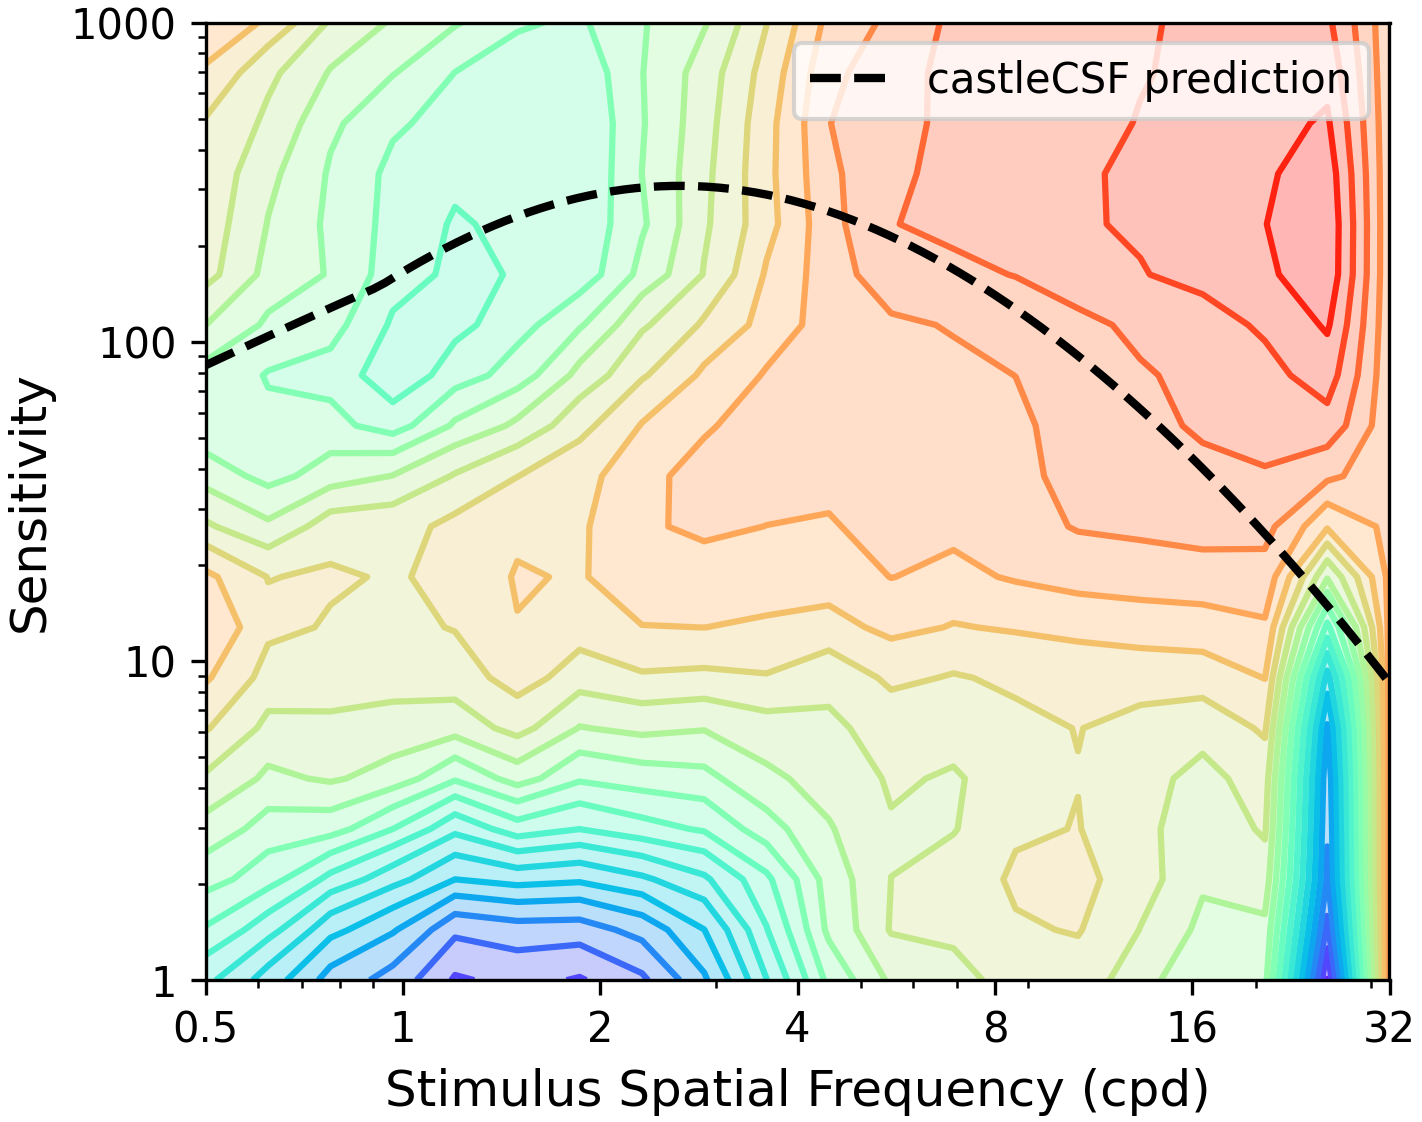 1000
100
10
1
Sensitivity
castleCSF prediction
0.5 1 2 4 8 16 32
Stimulus Spatial Frequency (cpd)